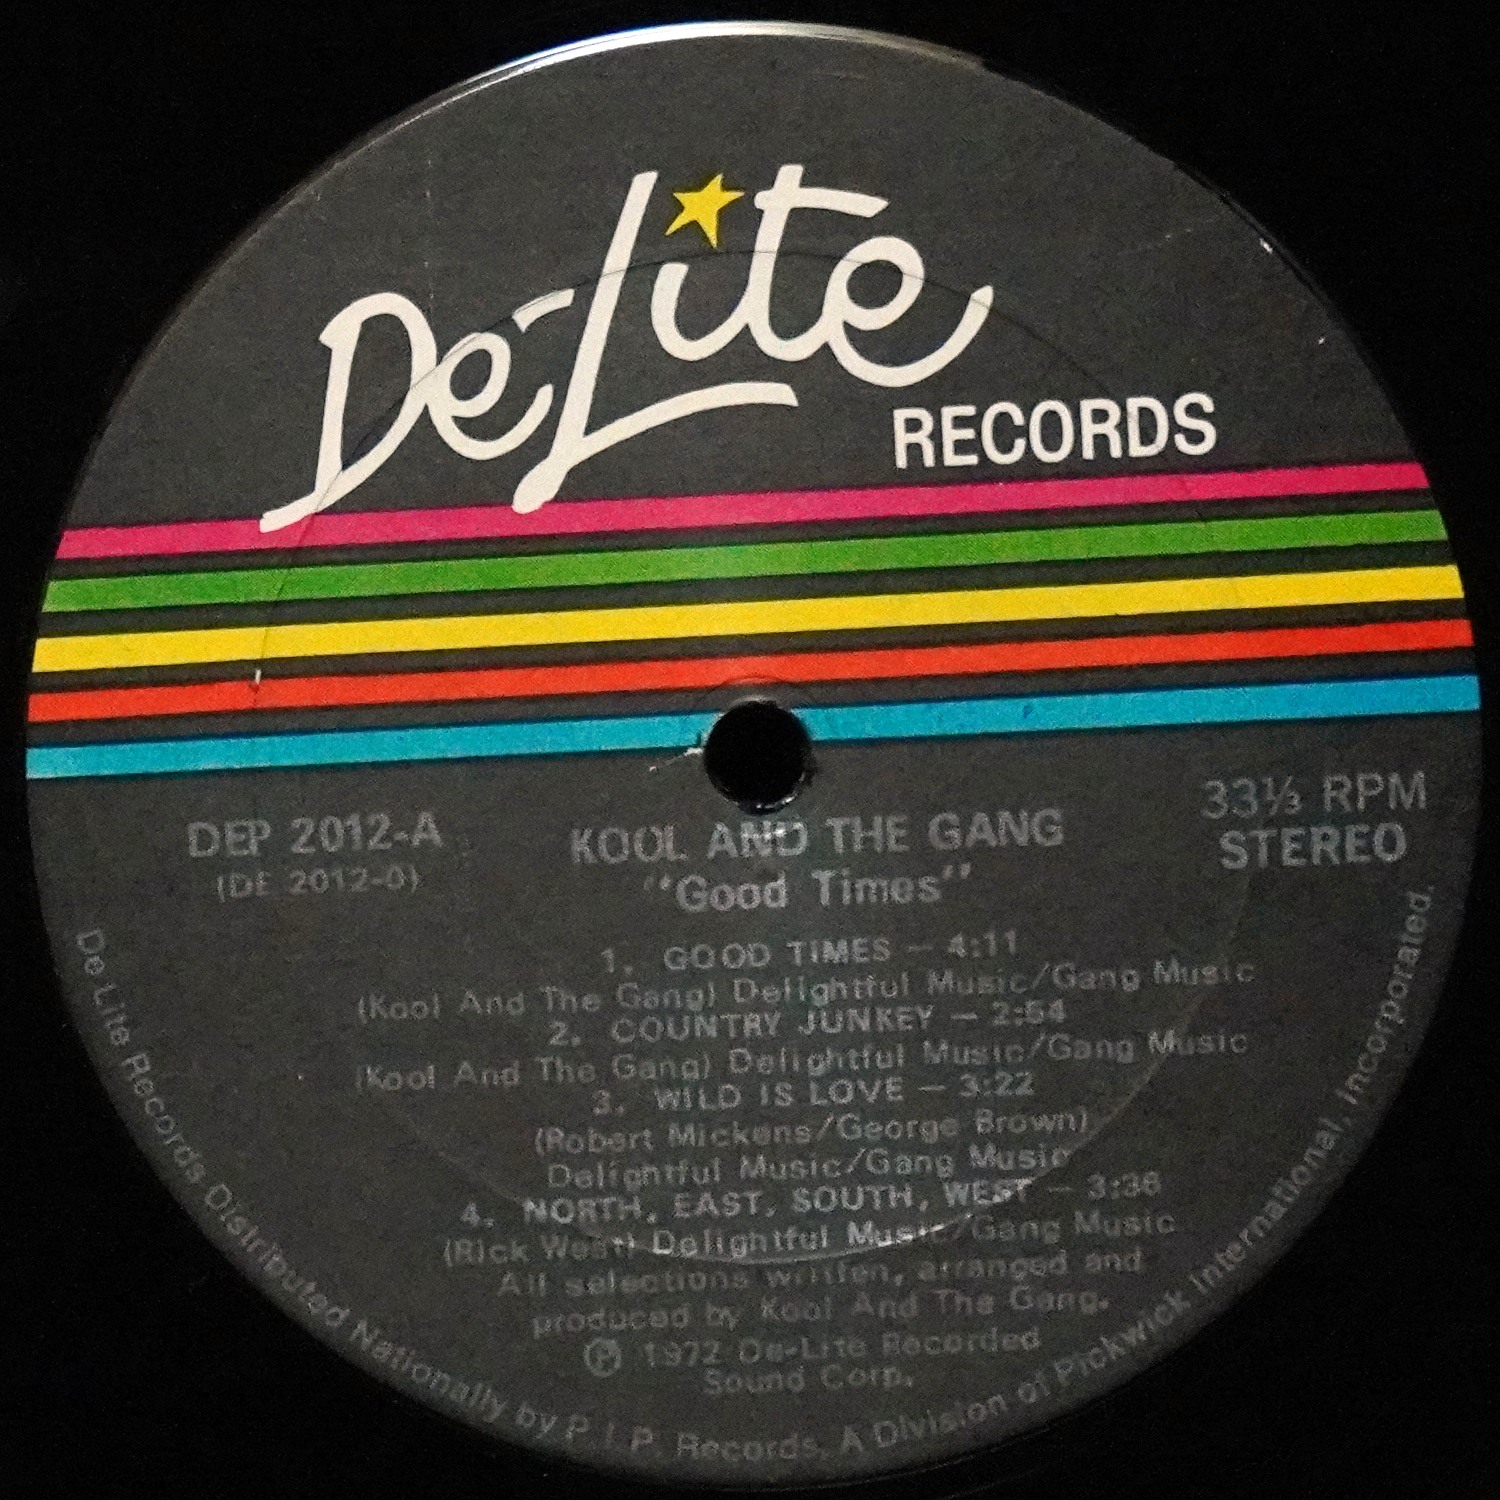 De-Lite
RECORDS
33⅓ RPM
STEREO
DEP 2012-A
(DE 2012-0)
KOOL AND THE GANG
"Good Times"
1. GOOD TIMES — 4:11
(Kool And The Gang) Delightful Music/Gang Music
2. COUNTRY JUNKEY — 2:54
(Kool And The Gang) Delightful Music/Gang Music
3. WILD IS LOVE — 3:22
(Robert Mickens/George Brown)
Delightful Music/Gang Music
4. NORTH, EAST, SOUTH, WEST — 3:36
(Rick West) Delightful Music/Gang Music
All selections written, arranged and
produced by Kool And The Gang.
℗ 1972 De-Lite Recorded
Sound Corp.
De Lite Records Distributed Nationally by P.I.P. Records, A Division of Pickwick International, Incorporated.